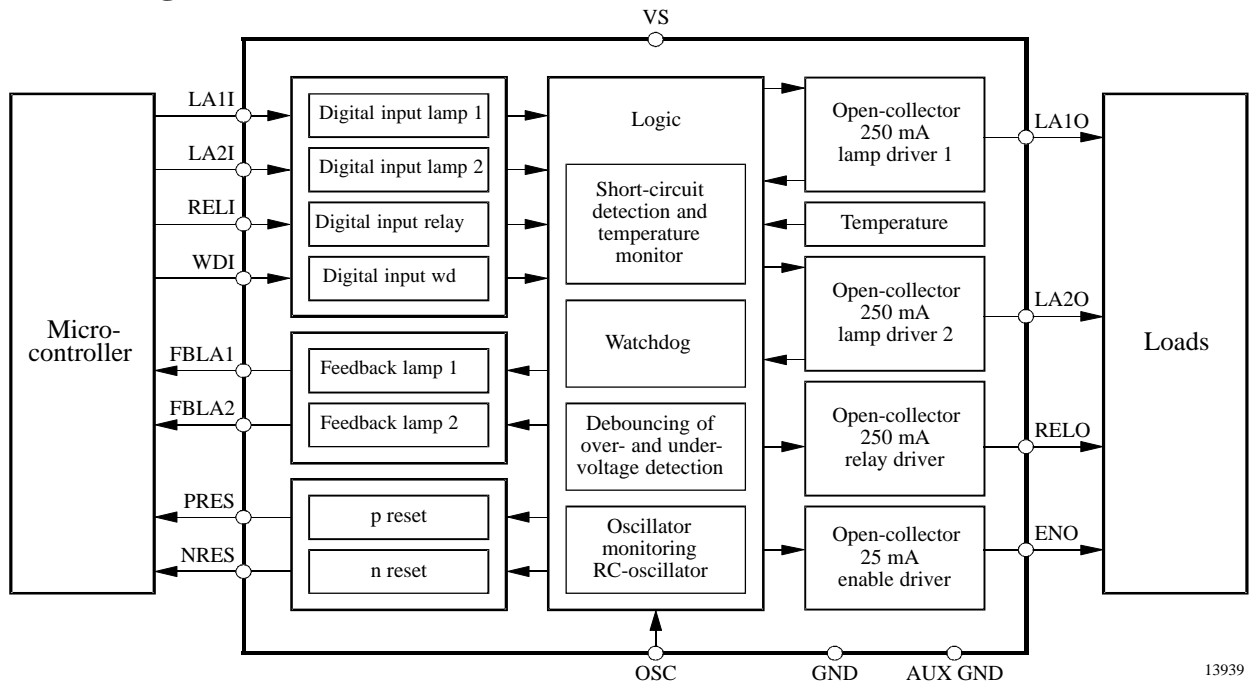 VS
LA1I
LA2I
RELI
WDI
FBLA1
FBLA2
PRES
NRES
Micro-
controller
Digital input lamp 1
Digital input lamp 2
Digital input relay
Digital input wd
Feedback lamp 1
Feedback lamp 2
p reset
n reset
Logic
Short-circuit
detection and
temperature
monitor
Watchdog
Debouncing of
over- and under-
voltage detection
Oscillator
monitoring
RC-oscillator
Open-collector
250 mA
lamp driver 1
Temperature
Open-collector
250 mA
lamp driver 2
Open-collector
250 mA
relay driver
Open-collector
25 mA
enable driver
LA1O
LA2O
RELO
ENO
Loads
OSC
GND
AUX GND
13939